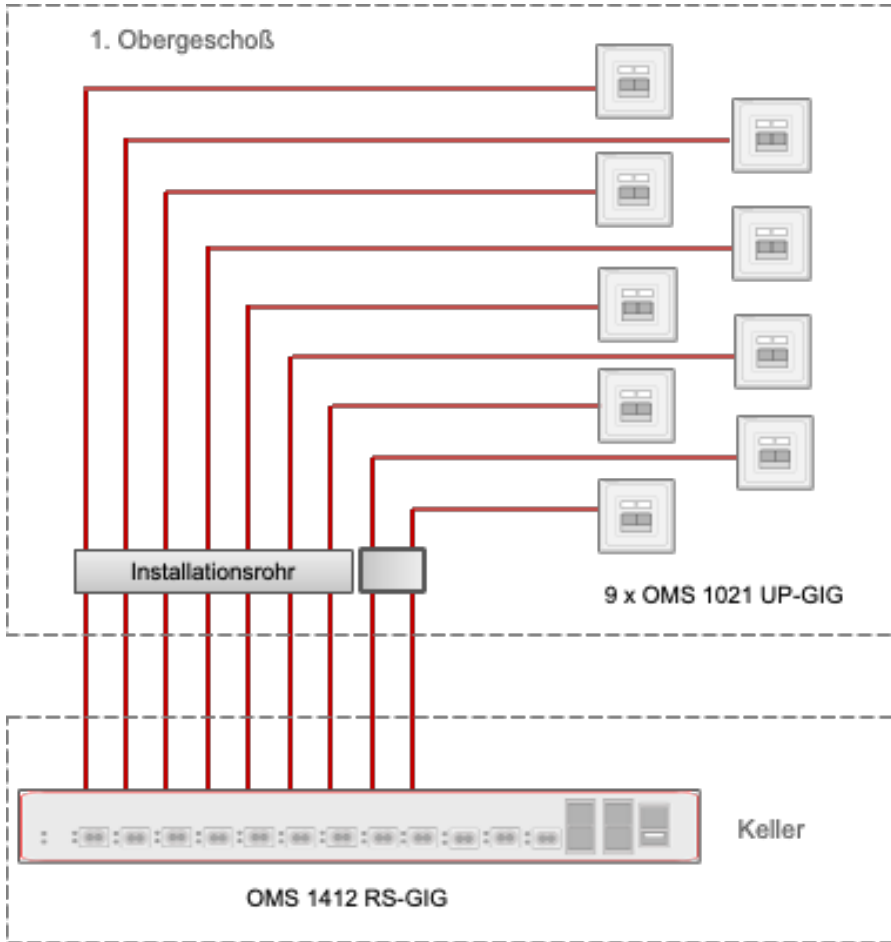 1. Obergeschoß
Installationsrohr
9 x OMS 1021 UP-GIG
Keller
OMS 1412 RS-GIG